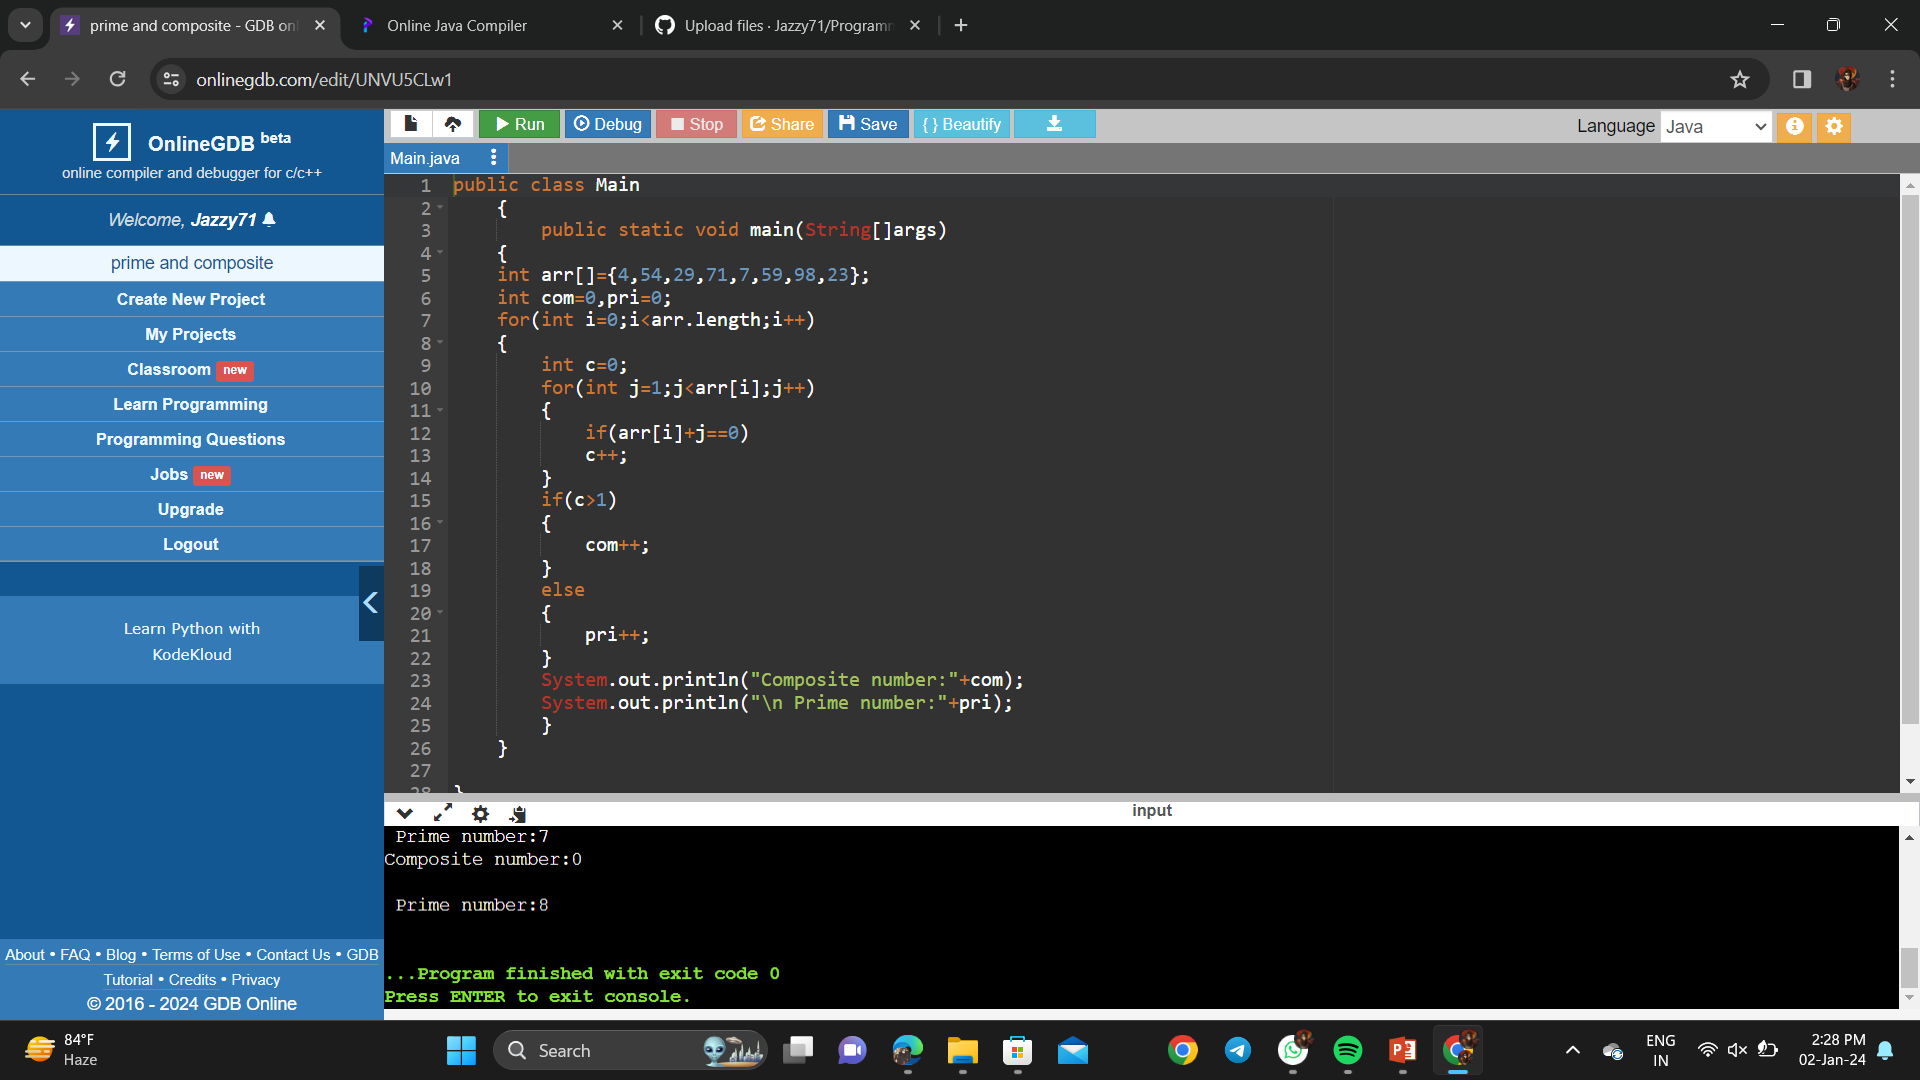 prime and composite - GDB onl
Online Java Compiler
Upload files · Jazzy71/Programm
onlinegdb.com/edit/UNVU5CLw1
OnlineGDB beta
online compiler and debugger for c/c++
Welcome, Jazzy71
prime and composite
Create New Project
My Projects
Classroom new
Learn Programming
Programming Questions
Jobs new
Upgrade
Logout
Learn Python with
KodeKloud
About • FAQ • Blog • Terms of Use • Contact Us • GDB
Tutorial • Credits • Privacy
© 2016 - 2024 GDB Online
Run Debug Stop Share Save { } Beautify
Language Java
Main.java
1 public class Main
2 {
3 public static void main(String[]args)
4 {
5 int arr[]={4,54,29,71,7,59,98,23};
6 int com=0,pri=0;
7 for(int i=0;i<arr.length;i++)
8 {
9 int c=0;
10 for(int j=1;j<arr[i];j++)
11 {
12 if(arr[i]+j==0)
13 c++;
14 }
15 if(c>1)
16 {
17 com++;
18 }
19 else
20 {
21 pri++;
22 }
23 System.out.println("Composite number:"+com);
24 System.out.println("\n Prime number:"+pri);
25 }
26 }
27
28 }
input
Prime number:7
Composite number:0
Prime number:8
...Program finished with exit code 0
Press ENTER to exit console.
84°F
Haze
Search
ENG
IN
2:28 PM
02-Jan-24